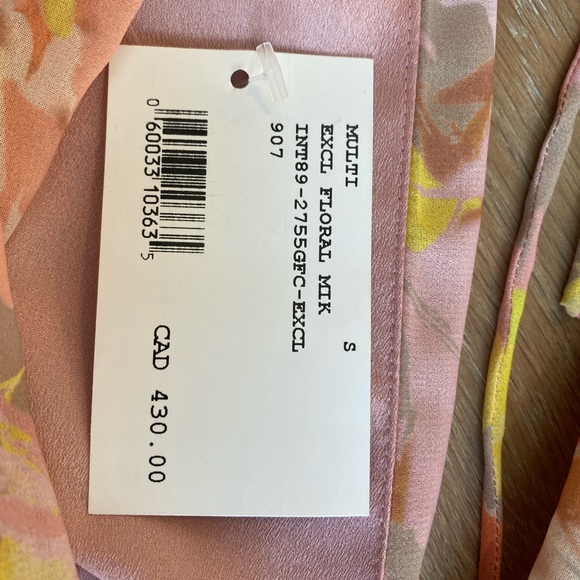 MULTI S
EXCL FLORAL MIK
INT89-2755GFC-EXCL
907
0 60033 10363 5
CAD 430.00